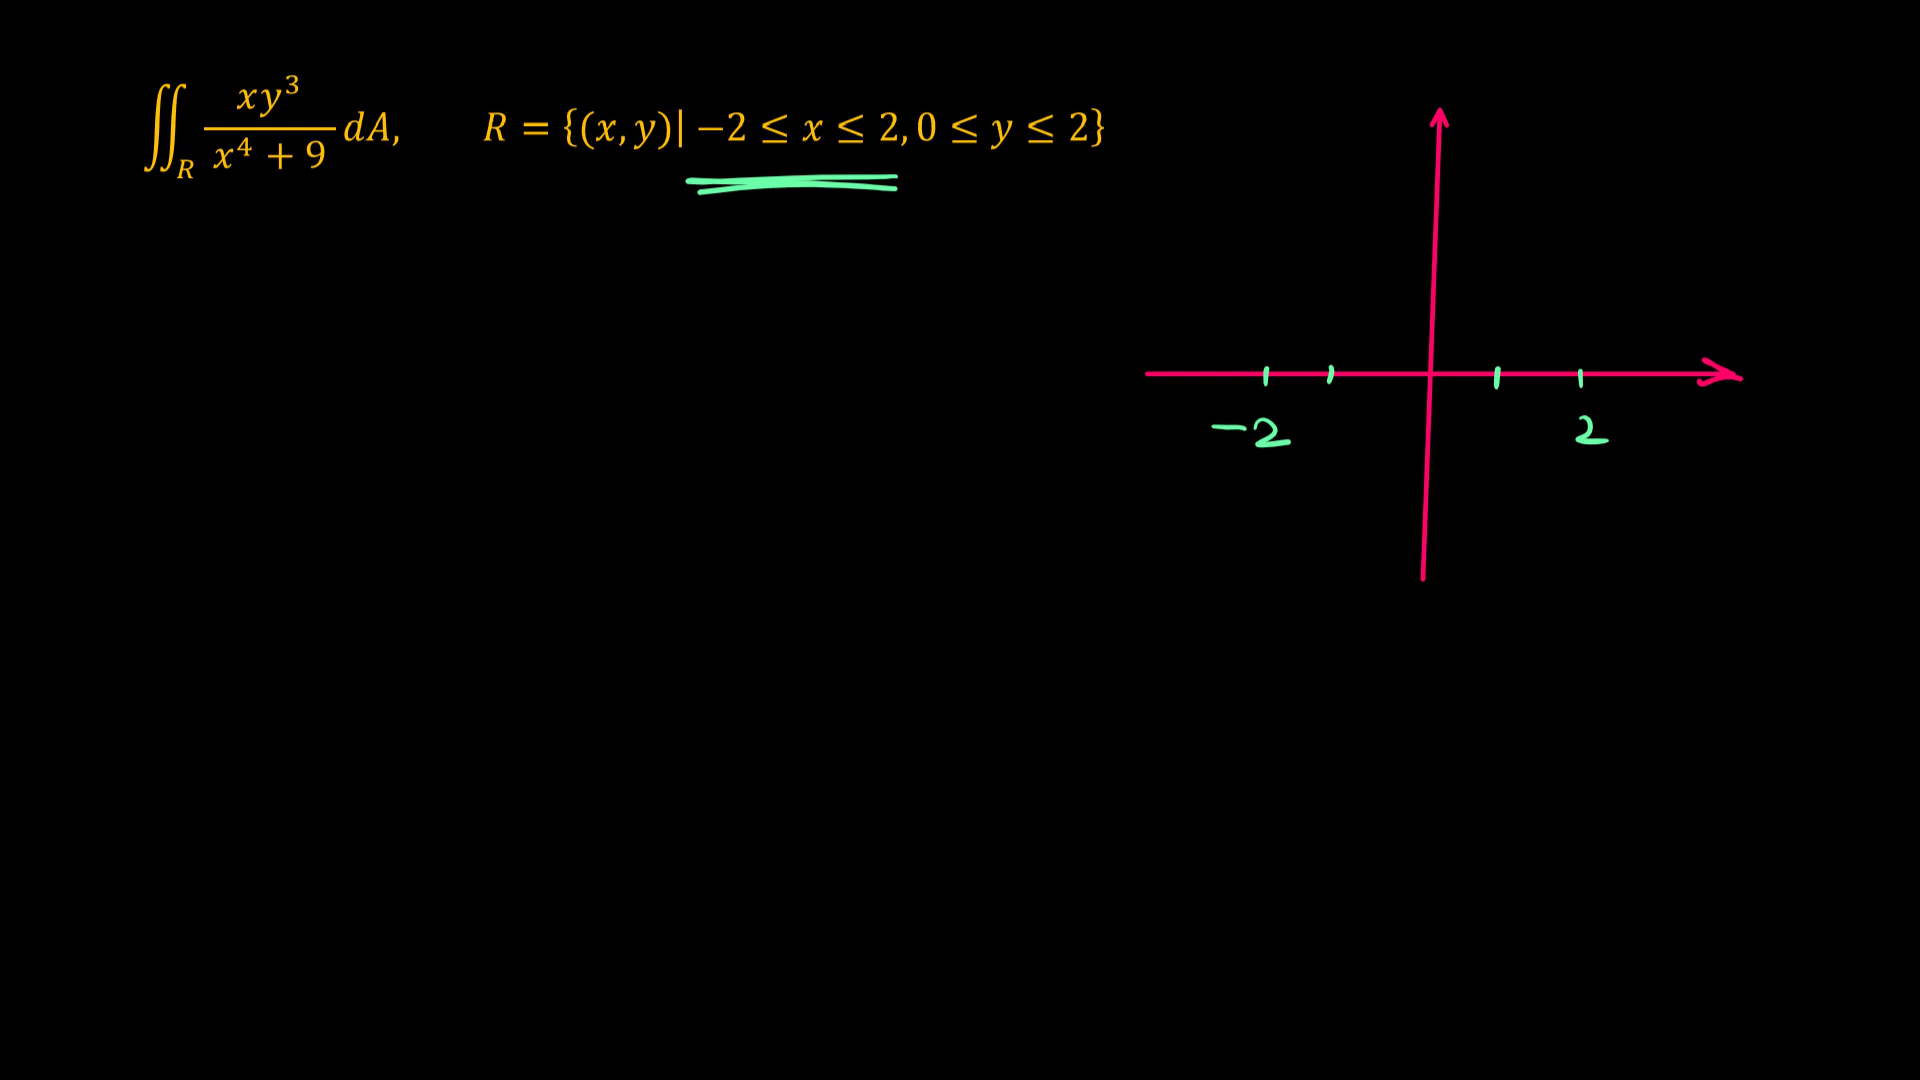 ∬_R xy³/(x⁴ + 9) dA, R = {(x, y)| −2 ≤ x ≤ 2, 0 ≤ y ≤ 2}
−2 2